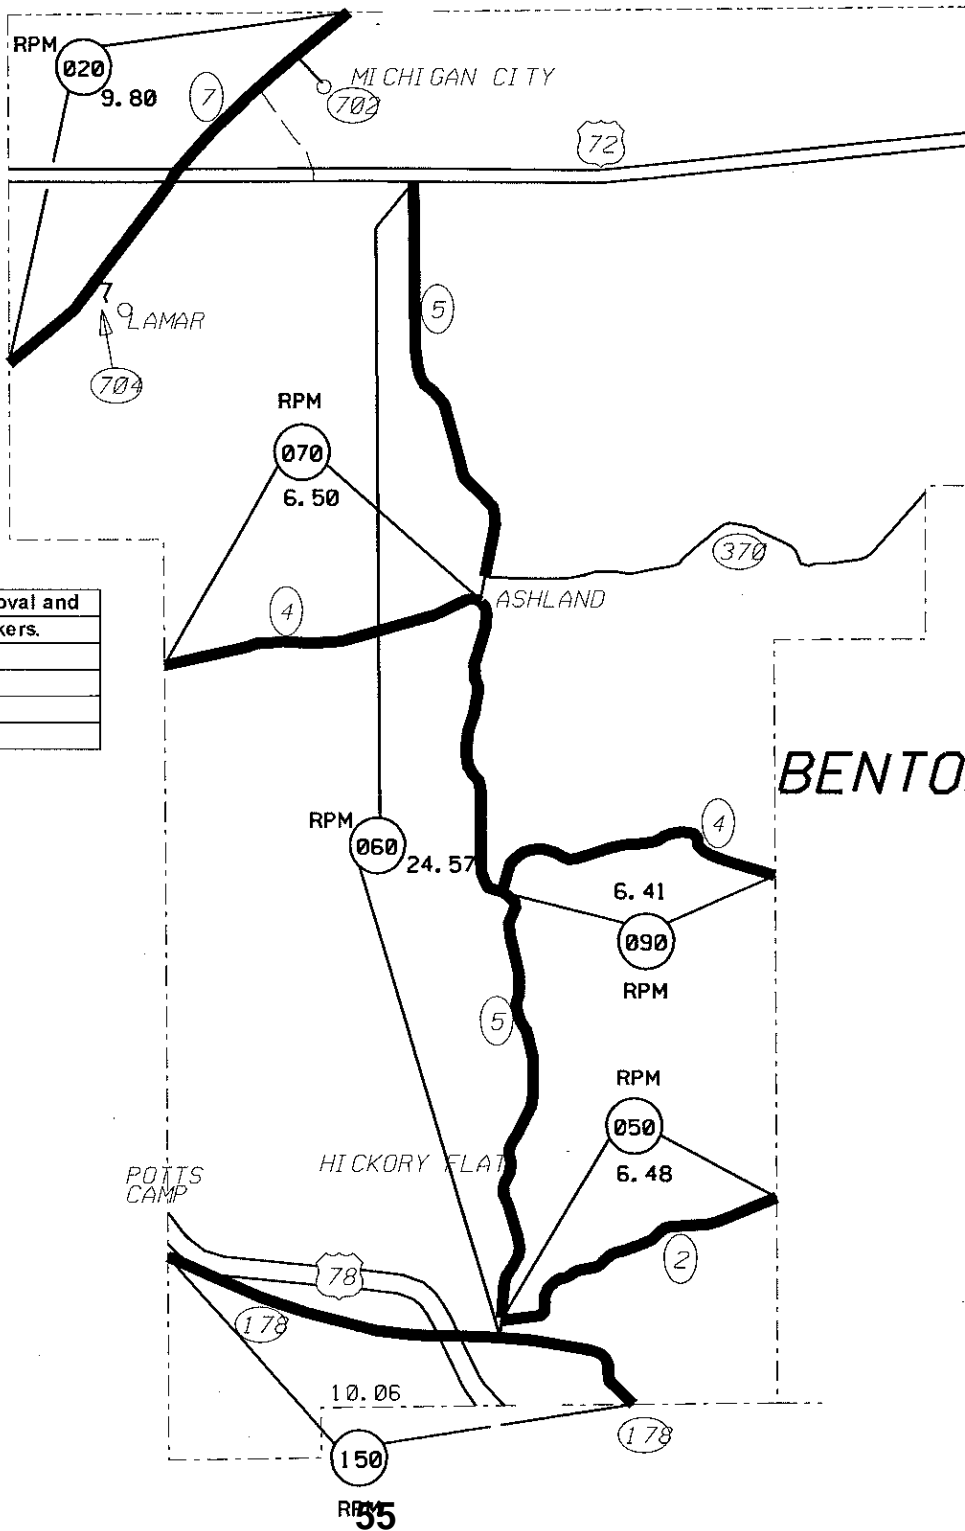 RPM
020
9.80
7
MICHIGAN CITY
702
72
5
LAMAR
704
RPM
070
6.50
370
4
ASHLAND
oval and
kers.
BENTO
RPM
060
24.57
4
6.41
090
RPM
5
RPM
050
6.48
HICKORY FLAT
POTTS
CAMP
2
78
178
10.06
178
150
RPM
55